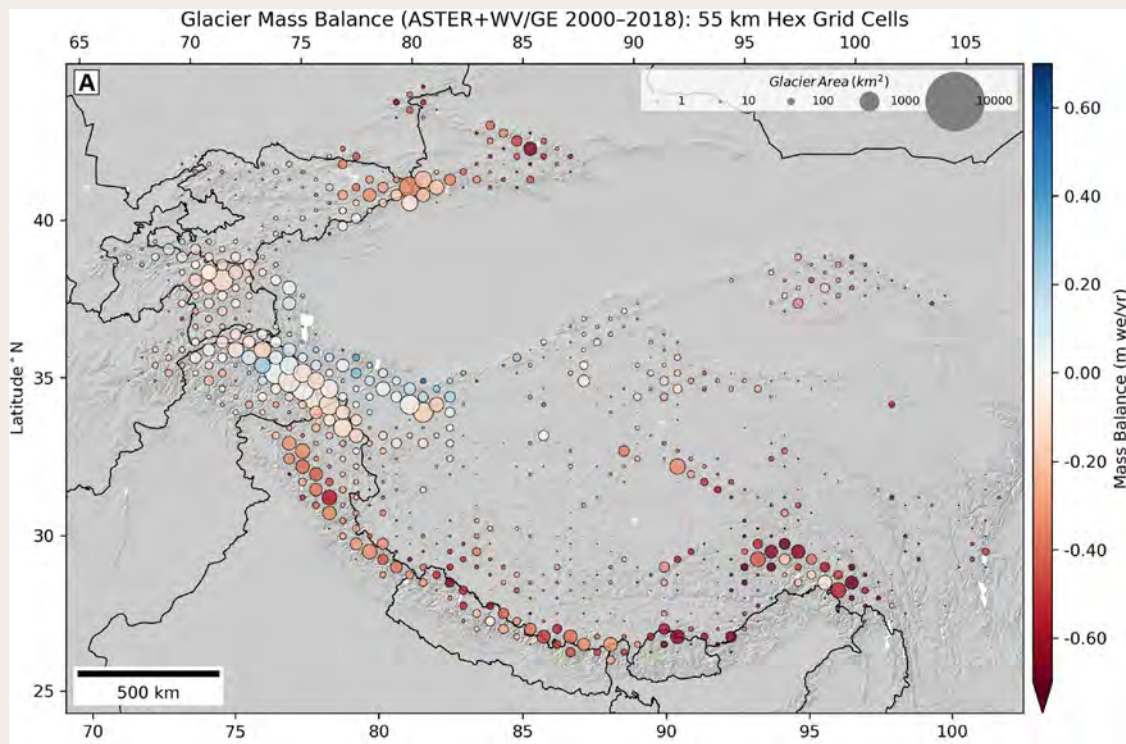 Glacier Mass Balance (ASTER+WV/GE 2000–2018): 55 km Hex Grid Cells
65 70 75 80 85 90 95 100 105
A
Glacier Area (km²)
1 10 100 1000 10000
0.60
0.40
40
0.20
Latitude° N
35
0.00
Mass Balance (m we/yr)
-0.20
30
-0.40
-0.60
500 km
25
70 75 80 85 90 95 100